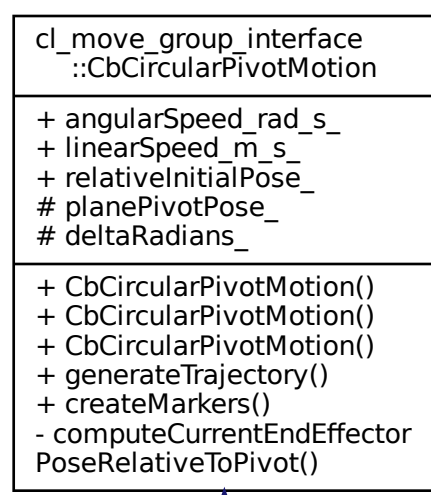 cl_move_group_interface
::CbCircularPivotMotion
+ angularSpeed_rad_s_
+ linearSpeed_m_s_
+ relativeInitialPose_
# planePivotPose_
# deltaRadians_
+ CbCircularPivotMotion()
+ CbCircularPivotMotion()
+ CbCircularPivotMotion()
+ generateTrajectory()
+ createMarkers()
- computeCurrentEndEffector
PoseRelativeToPivot()